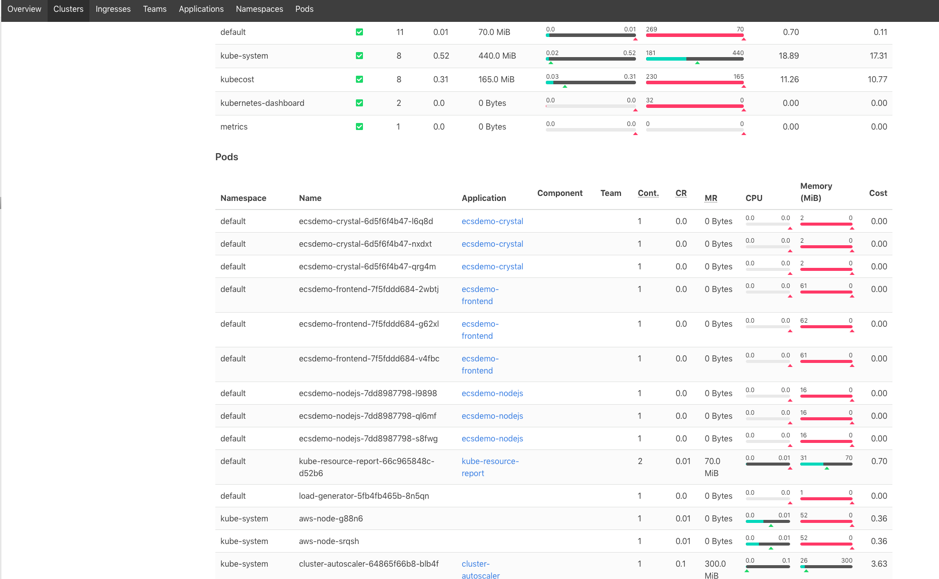 Overview Clusters Ingresses Teams Applications Namespaces Pods
default 11 0.01 70.0 MiB 0.0 0.01 269 70 0.70 0.11
kube-system 8 0.52 440.0 MiB 0.02 0.52 181 440 18.89 17.31
kubecost 8 0.31 165.0 MiB 0.03 0.31 230 165 11.26 10.77
kubernetes-dashboard 2 0.0 0 Bytes 0.0 0.0 32 0 0.00 0.00
metrics 1 0.0 0 Bytes 0.0 0.0 0 0 0.00 0.00
Pods
Namespace Name Application Component Team Cont. CR MR CPU Memory (MiB) Cost
default ecsdemo-crystal-6d5f6f4b47-l6q8d ecsdemo-crystal 1 0.0 0 Bytes 0.0 0.0 2 0 0.00
default ecsdemo-crystal-6d5f6f4b47-nxdxt ecsdemo-crystal 1 0.0 0 Bytes 0.0 0.0 2 0 0.00
default ecsdemo-crystal-6d5f6f4b47-qrg4m ecsdemo-crystal 1 0.0 0 Bytes 0.0 0.0 2 0 0.00
default ecsdemo-frontend-7f5fddd684-2wbtj ecsdemo- 1 0.0 0 Bytes 0.0 0.0 61 0 0.00
frontend
default ecsdemo-frontend-7f5fddd684-g62xl ecsdemo- 1 0.0 0 Bytes 0.0 0.0 62 0 0.00
frontend
default ecsdemo-frontend-7f5fddd684-v4fbc ecsdemo- 1 0.0 0 Bytes 0.0 0.0 61 0 0.00
frontend
default ecsdemo-nodejs-7dd8987798-l9898 ecsdemo-nodejs 1 0.0 0 Bytes 0.0 0.0 16 0 0.00
default ecsdemo-nodejs-7dd8987798-ql6mf ecsdemo-nodejs 1 0.0 0 Bytes 0.0 0.0 16 0 0.00
default ecsdemo-nodejs-7dd8987798-s8fwg ecsdemo-nodejs 1 0.0 0 Bytes 0.0 0.0 16 0 0.00
default kube-resource-report-66c965848c- kube-resource- 2 0.01 70.0 0.0 0.01 31 70 0.70
d52b6 report MiB
default load-generator-5fb4fb465b-8n5qn 1 0.0 0 Bytes 0.0 0.0 1 0 0.00
kube-system aws-node-g88n6 1 0.01 0 Bytes 0.0 0.01 52 0 0.36
kube-system aws-node-srqsh 1 0.01 0 Bytes 0.0 0.01 52 0 0.36
kube-system cluster-autoscaler-64865f66b8-blb4f cluster- 1 0.1 300.0 0.0 0.1 26 300 3.63
autoscaler MiB